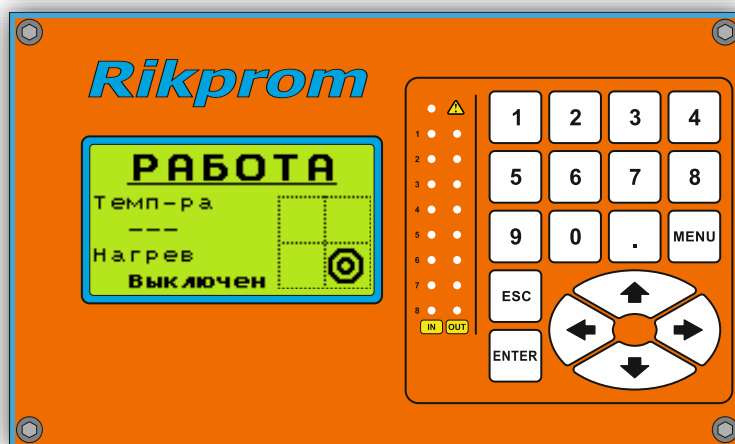 Rikprom
РАБОТА
Темп-ра
---
Нагрев
Выключен
1
2
3
4
5
6
7
8
IN OUT
1 2 3 4
5 6 7 8
9 0 . MENU
ESC
ENTER